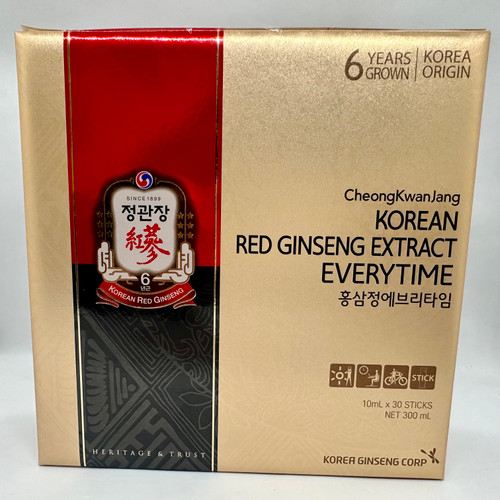 6 YEARS GROWN | KOREA ORIGIN
SINCE 1899
정관장
紅蔘
6
년근
KOREAN RED GINSENG
CheongKwanJang
KOREAN
RED GINSENG EXTRACT
EVERYTIME
홍삼정에브리타임
STICK
10mL x 30 STICKS
NET 300 mL
HERITAGE & TRUST
KOREA GINSENG CORP